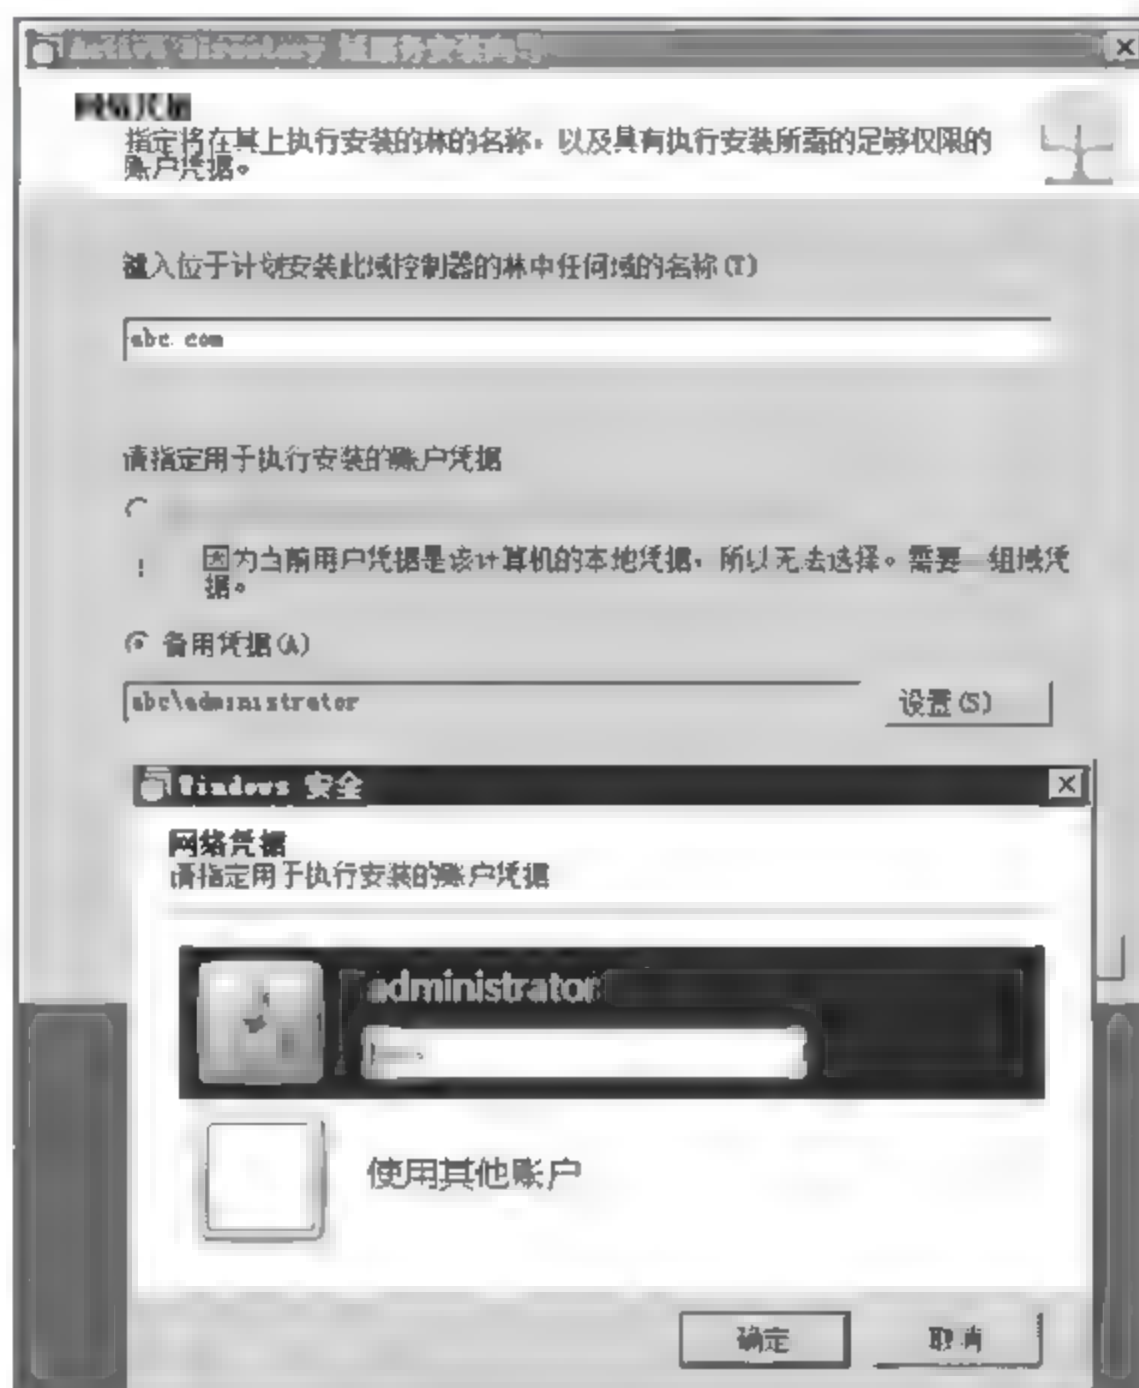 Active Directory 域服务安装向导
网络凭据
指定将在其上执行安装的林的名称，以及具有执行安装所需的足够权限的
账户凭据。
键入位于计划安装此域控制器的林中任何域的名称(T)
abc.com
请指定用于执行安装的账户凭据
因为当前用户凭据是该计算机的本地凭据，所以无法选择。需要一组域凭
据。
备用凭据(A)
abc\administrator
设置(S)
Windows 安全
网络凭据
请指定用于执行安装的账户凭据
administrator
使用其他账户
确定
取消